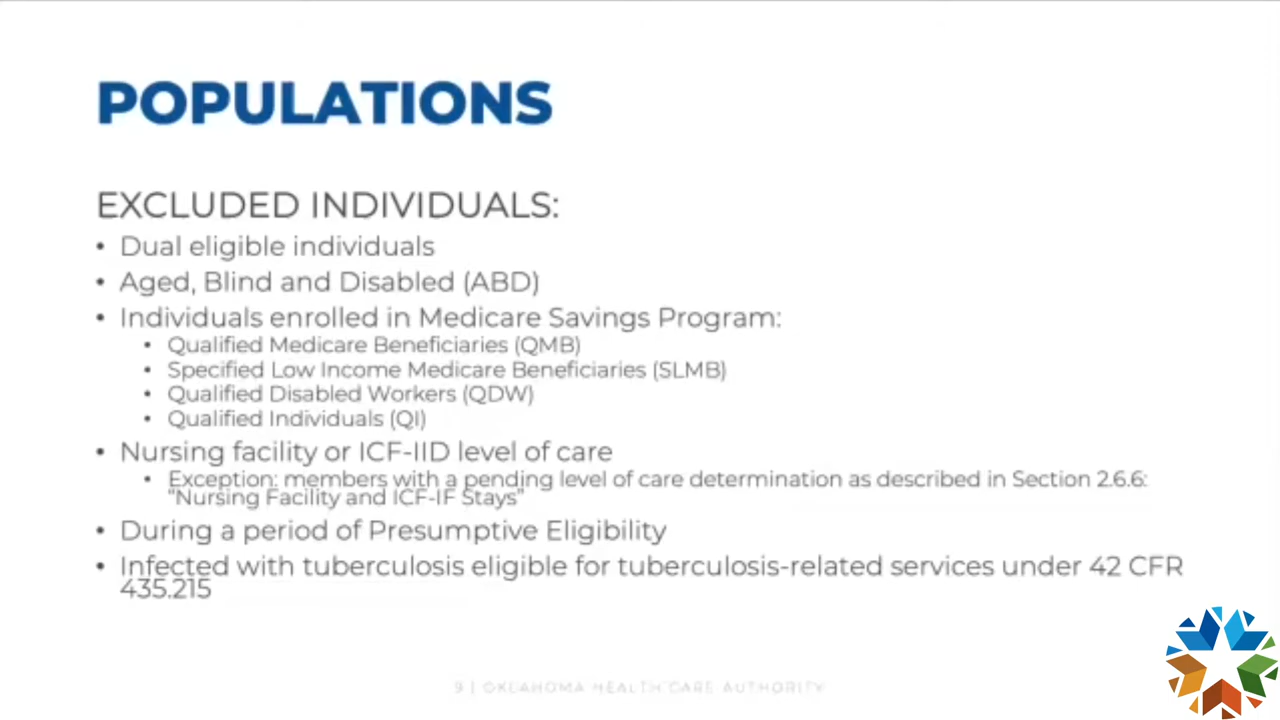 POPULATIONS
EXCLUDED INDIVIDUALS:
• Dual eligible individuals
• Aged, Blind and Disabled (ABD)
• Individuals enrolled in Medicare Savings Program:
• Qualified Medicare Beneficiaries (QMB)
• Specified Low Income Medicare Beneficiaries (SLMB)
• Qualified Disabled Workers (QDW)
• Qualified Individuals (QI)
• Nursing facility or ICF-IID level of care
• Exception: members with a pending level of care determination as described in Section 2.6.6:
“Nursing Facility and ICF-IF Stays”
• During a period of Presumptive Eligibility
• Infected with tuberculosis eligible for tuberculosis-related services under 42 CFR
435.215
9 | OKLAHOMA HEALTH CARE AUTHORITY